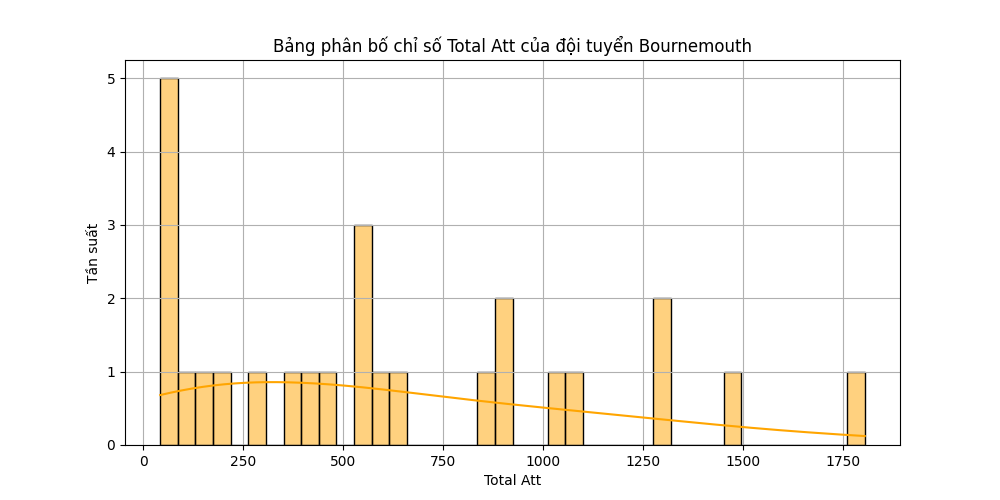 Bảng phân bố chỉ số Total Att của đội tuyển Bournemouth
Tần suất
5
4
3
2
1
0
0 250 500 750 1000 1250 1500 1750
Total Att